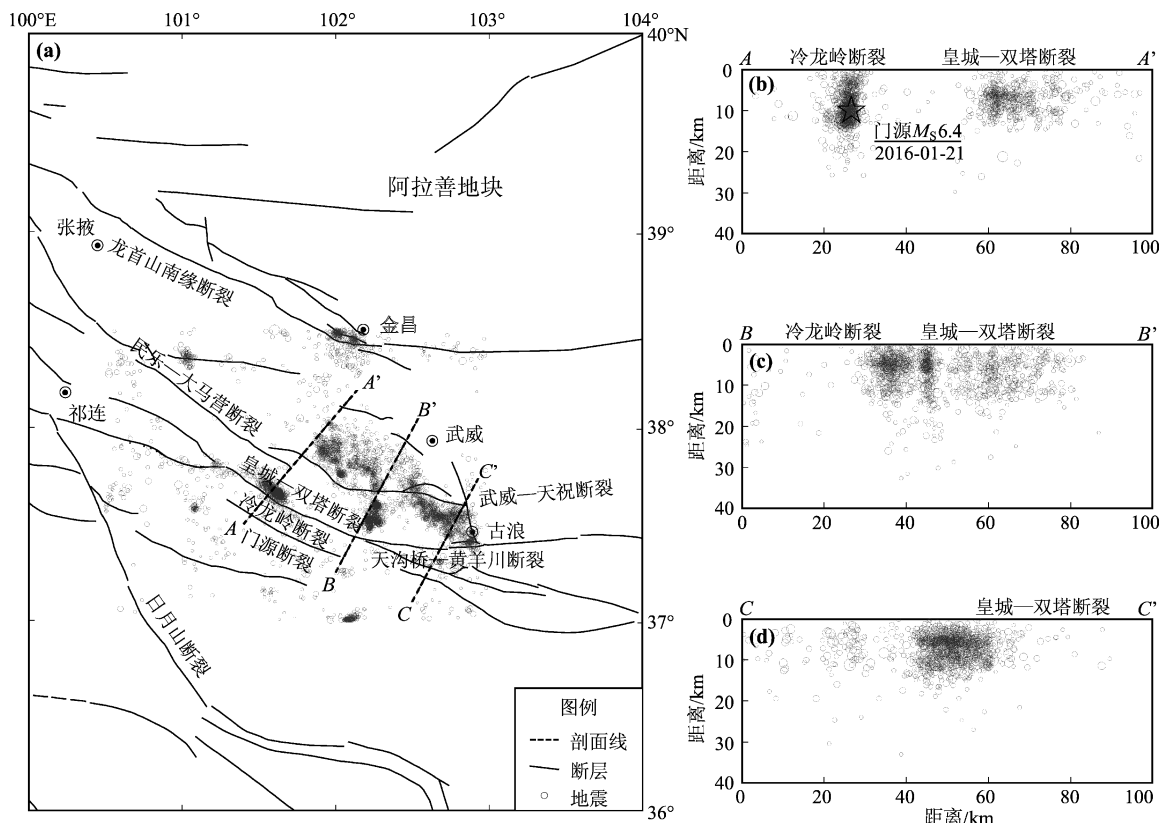 100°E 101° 102° 103° 104°
40°N
(a)
阿拉善地块
张掖
39°
龙首山南缘断裂
金昌
民乐—大马营断裂
A'
祁连
B'
武威
38°
皇城—双塔断裂
C'
武威—天祝断裂
冷龙岭断裂
A
门源断裂
古浪
天沟桥—黄羊川断裂
B
C
37°
日月山断裂
图例
剖面线
断层
地震
36°
A 冷龙岭断裂 皇城—双塔断裂 A'
(b)
门源MS6.4
2016-01-21
距离/km
0
10
20
30
40
0 20 40 60 80 100
B 冷龙岭断裂 皇城—双塔断裂 B'
(c)
距离/km
0
10
20
30
40
0 20 40 60 80 100
C 皇城—双塔断裂 C'
(d)
距离/km
0
10
20
30
40
0 20 40 60 80 100
距离/km